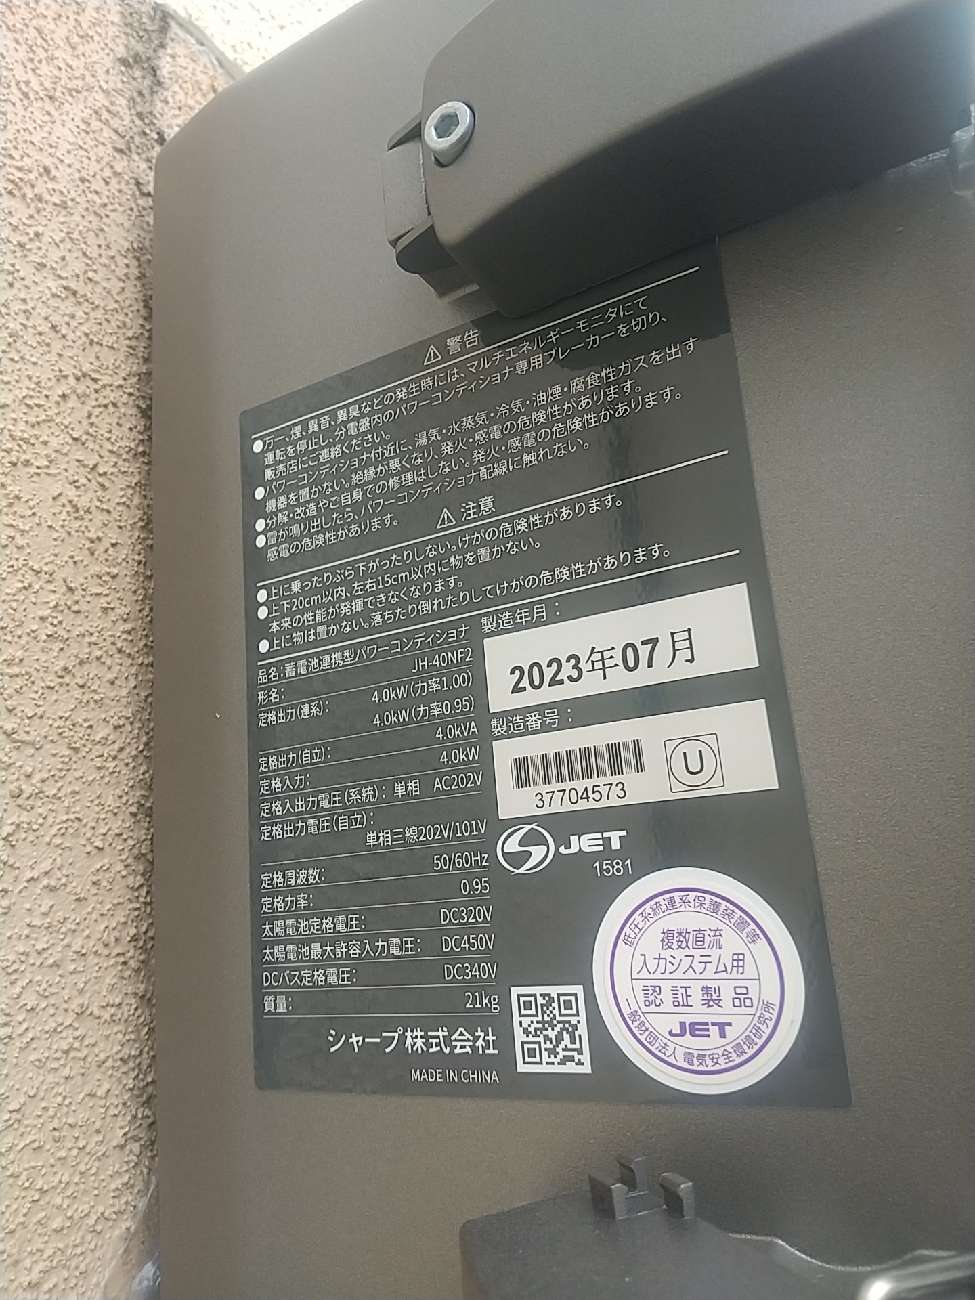 ⚠ 警告
●万一、煙、異音、異臭などの発生時には、マルチエネルギーモニタにて
運転を停止し、分電盤内のパワーコンディショナ専用ブレーカーを切り、
販売店にご連絡ください。
●パワーコンディショナ付近に、湯気・水蒸気・冷気・油煙・腐食性ガスを出す
機器を置かない。絶縁が悪くなり、発火・感電の危険性があります。
●分解・改造やご自身での修理はしない。発火・感電の危険性があります。
●雷が鳴り出したら、パワーコンディショナ配線に触れない。
感電の危険性があります。
⚠ 注意
●上に乗ったりぶら下がったりしない。けがの危険性があります。
●上下20cm以内、左右15cm以内に物を置かない。
本来の性能が発揮できなくなります。
●上に物は置かない。落ちたり倒れたりしてけがの危険性があります。
品名:蓄電池連携型パワーコンディショナ
形名: JH-40NF2
定格出力(連系): 4.0kW(力率1.00)
4.0kW(力率0.95)
定格出力(自立): 4.0kVA
定格入力: 4.0kW
定格入出力電圧(系統):単相 AC202V
定格出力電圧(自立):
単相三線202V/101V
定格周波数: 50/60Hz
定格力率: 0.95
太陽電池定格電圧: DC320V
太陽電池最大許容入力電圧: DC450V
DCバス定格電圧: DC340V
質量: 21kg
シャープ株式会社
MADE IN CHINA
製造年月:
2023年07月
製造番号:
37704573
U
JET
1581
低圧系統連系保護装置等
複数直流
入力システム用
認証製品
JET
一般財団法人 電気安全環境研究所